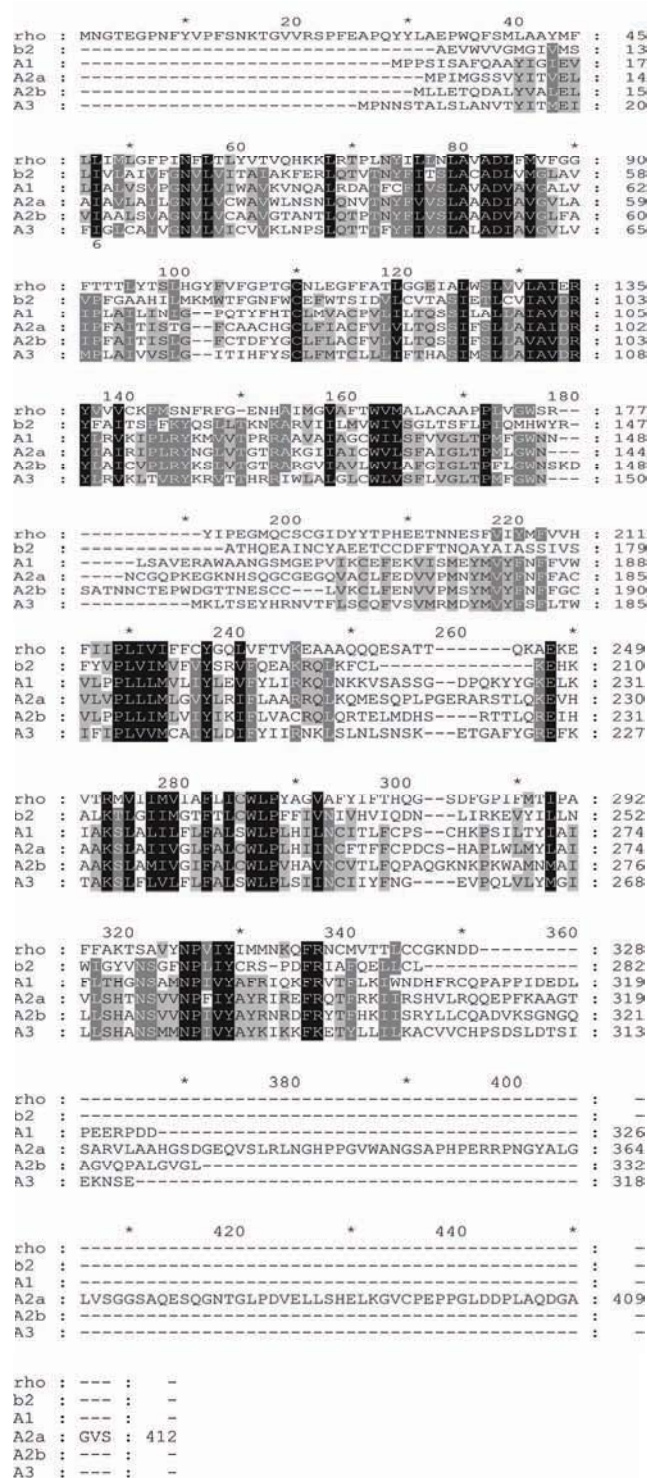 * 20 * 40
rho : MNGTEGPNFYVPFSNKTGVVRSPFEAPQYYLAEPWQFSMLAAYMF : 45
b2 : --------------------------------AEVWVVGMGIVMS : 13
A1 : ----------------------------MPPSISAFQAAYIGIEV : 17
A2a : -------------------------------MPIMGSSVYITVEL : 14
A2b : ------------------------------MLLETQDALYVALEL : 15
A3 : -------------------------MPNNSTALSLANVTYITMEI : 20
* 60 * 80 *
rho : LLIMLGFPINFLTLYVTVQHKKLRTPLNYILLNLAVADLFMVFGG : 90
b2 : LIVLAIVFGNVLVITAIAKFERLQTVTNYFITSLACADLVMGLAV : 58
A1 : LIALVSVPGNVLVIWAVKVNQALRDATFCFIVSLAVADVAVGALV : 62
A2a : AIAVLAILGNVLVCWAVWLNSNLQNVTNYFVVSLAAADIAVGVLA : 59
A2b : VIAALSVAGNVLVCAAVGTANTLQTPTNYFLVSLAAADVAVGLFA : 60
A3 : FIGLCAIVGNVLVICVVKLNPSLQTTTFYFIVSLALADIAVGVLV : 65
6
100 * 120 *
rho : FTTTLYTSLHGYFVFGPTGCNLEGFFATLGGEIALWSLVVLAIER : 135
b2 : VPFGAAHILMKMWTFGNFWCEFWTSIDVLCVTASIETLCVIAVDR : 103
A1 : IPLAILINIG--PQTYFHTCLMVACPVLILTQSSILALLAIAVDR : 105
A2a : IPFAITISTG--FCAACHGCLFIACFVLVLTQSSIFSLLAIAIDR : 102
A2b : IPFAITISLG--FCTDFYGCLFLACFVLVLTQSSIFSLLAVAVDR : 103
A3 : MPLAIVVSLG--ITIHFYSCLFMTCLLLIFTHASIMSLLAIAVDR : 108
140 * 160 * 180
rho : YVVVCKPMSNFRFG-ENHAIMGVAFTWVMALACAAPPLVGWSR-- : 177
b2 : YFAITSPFKYQSLLTKNKARVIILMVWIVSGLTSFLPIQMHWYR- : 147
A1 : YLRVKIPLRYKMVVTPRRAAVAIAGCWILSFVVGLTPMFGWNN-- : 148
A2a : YIAIRIPLRYNGLVTGTRAKGIIAICWVLSFAIGLTPMLGWN--- : 144
A2b : YLAICVPLRYKSLVTGTRARGVIAVLWVLAFGIGLTPFLGWNSKD : 148
A3 : YLRVKLTVRYKRVTTHRRIWLALGLCWLVSFLVGLTPMFGWN--- : 150
* 200 * 220
rho : -----------YIPEGMQCSCGIDYYTPHEETNNESFVIYMFVVH : 211
b2 : -------------ATHQEAINCYAEETCCDFFTNQAYAIASSIVS : 179
A1 : -----LSAVERAWAANGSMGEPVIKCEFEKVISMEYMVYFNFFVW : 188
A2a : ----NCGQPKEGKNHSQGCGEGQVACLFEDVVPMNYMVYFNFFAC : 185
A2b : SATNNCTEPWDGTTNESCC---LVKCLFENVVPMSYMVYFNFFGC : 190
A3 : ----------MKLTSEYHRNVTFLSCQFVSVMRMDYMVYFSFLTW : 185
* 240 * 260 *
rho : FIIPLIVIFFCYGQLVFTVKEAAAQQQESATT-------QKAEKE : 249
b2 : FYVPLVIMVFVYSRVFQEAKRQLKFCL--------------KEHK : 210
A1 : VLPPLLLMVLIYLEVFYLIRKQLNKKVSASSG--DPQKYYGKELK : 231
A2a : VLVPLLLMLGVYLRIFLAARRQLKQMESQPLPGERARSTLQKEVH : 230
A2b : VLPPLLIMLVIYIKIFLVACRQLQRTELMDHS----RTTLQREIH : 231
A3 : IFIPLVVMCAIYLDIFYIIRNKLSLNLSNSK---ETGAFYGREFK : 227
280 * 300 *
rho : VTRMVIIMVIAFLICWLPYAGVAFYIFTHQG--SDFGPIFMTIPA : 292
b2 : ALKTLGIIMGTFTLCWLPFFIVNIVHVIQDN---LIRKEVYILLN : 252
A1 : IAKSLALILFLFALSWLPLHILNCITLFCPS--CHKPSILTYIAI : 274
A2a : AAKSLAIIVGLFALCWLPLHIINCFTFFCPDCS-HAPLWLMYLAI : 274
A2b : AAKSLAMIVGIFALCWLPVHAVNCVTLFQPAQGKNKPKWAMNMAI : 276
A3 : TAKSLFLVLFLFALSWLPLSIINCIIYFNG----EVPQLVLYMGI : 268
320 * 340 * 360
rho : FFAKTSAVYNPVIYIMMNKQFRNCMVTTLCCGKNDD--------- : 328
b2 : WIGYVNSGFNPLIYCRS-PDFRIAFQELLCL-------------- : 282
A1 : FLTHGNSAMNPIVYAFRIQKFRVTFLKIWNDHFRCQPAPPIDEDL : 319
A2a : VLSHTNSVVNPFIYAYRIREFRQTFRKIIRSHVLRQQEPFKAAGT : 319
A2b : LLSHANSVVNPIVYAYRNRDFRYTFHKIISRYLLCQADVKSGNGQ : 321
A3 : LLSHANSMMNPIVYAYKIKKFKETYLLILKACVVCHPSDSLDTSI : 313
* 380 * 400
rho : --------------------------------------------- : -
b2 : --------------------------------------------- : -
A1 : PEERPDD-------------------------------------- : 326
A2a : SARVLAAHGSDGEQVSLRLNGHPPGVWANGSAPHPERRPNGYALG : 364
A2b : AGVQPALGVGL---------------------------------- : 332
A3 : EKNSE---------------------------------------- : 318
* 420 * 440 *
rho : --------------------------------------------- : -
b2 : --------------------------------------------- : -
A1 : --------------------------------------------- : -
A2a : LVSGGSAQESQGNTGLPDVELLSHELKGVCPEPPGLDDPLAQDGA : 409
A2b : --------------------------------------------- : -
A3 : --------------------------------------------- : -
rho : --- : -
b2 : --- : -
A1 : --- : -
A2a : GVS : 412
A2b : --- : -
A3 : --- : -